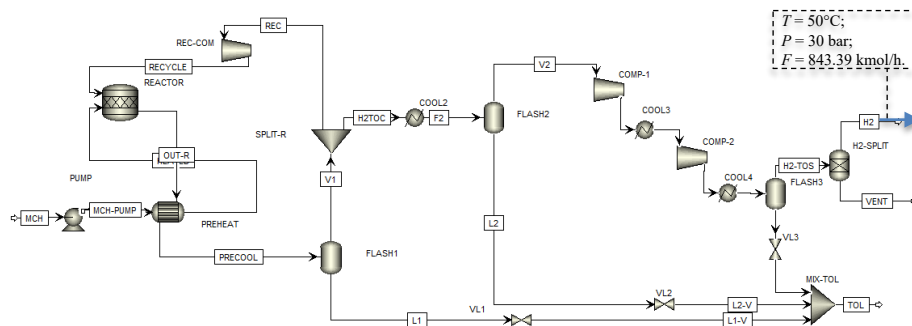 T = 50°C;
P = 30 bar;
F = 843.39 kmol/h.
REC
REC-COM
RECYCLE
REACTOR
V2
COMP-1
COOL2
H2TOC
F2
FLASH2
COOL3
H2
SPLIT-R
COMP-2
H2-SPLIT
OUT-R
H2-TOS
COOL4
FLASH3
PUMP
V1
VENT
MCH
MCH-PUMP
PREHEAT
L2
VL3
PRECOOL
FLASH1
MIX-TOL
VL2
L2-V
TOL
L1
VL1
L1-V